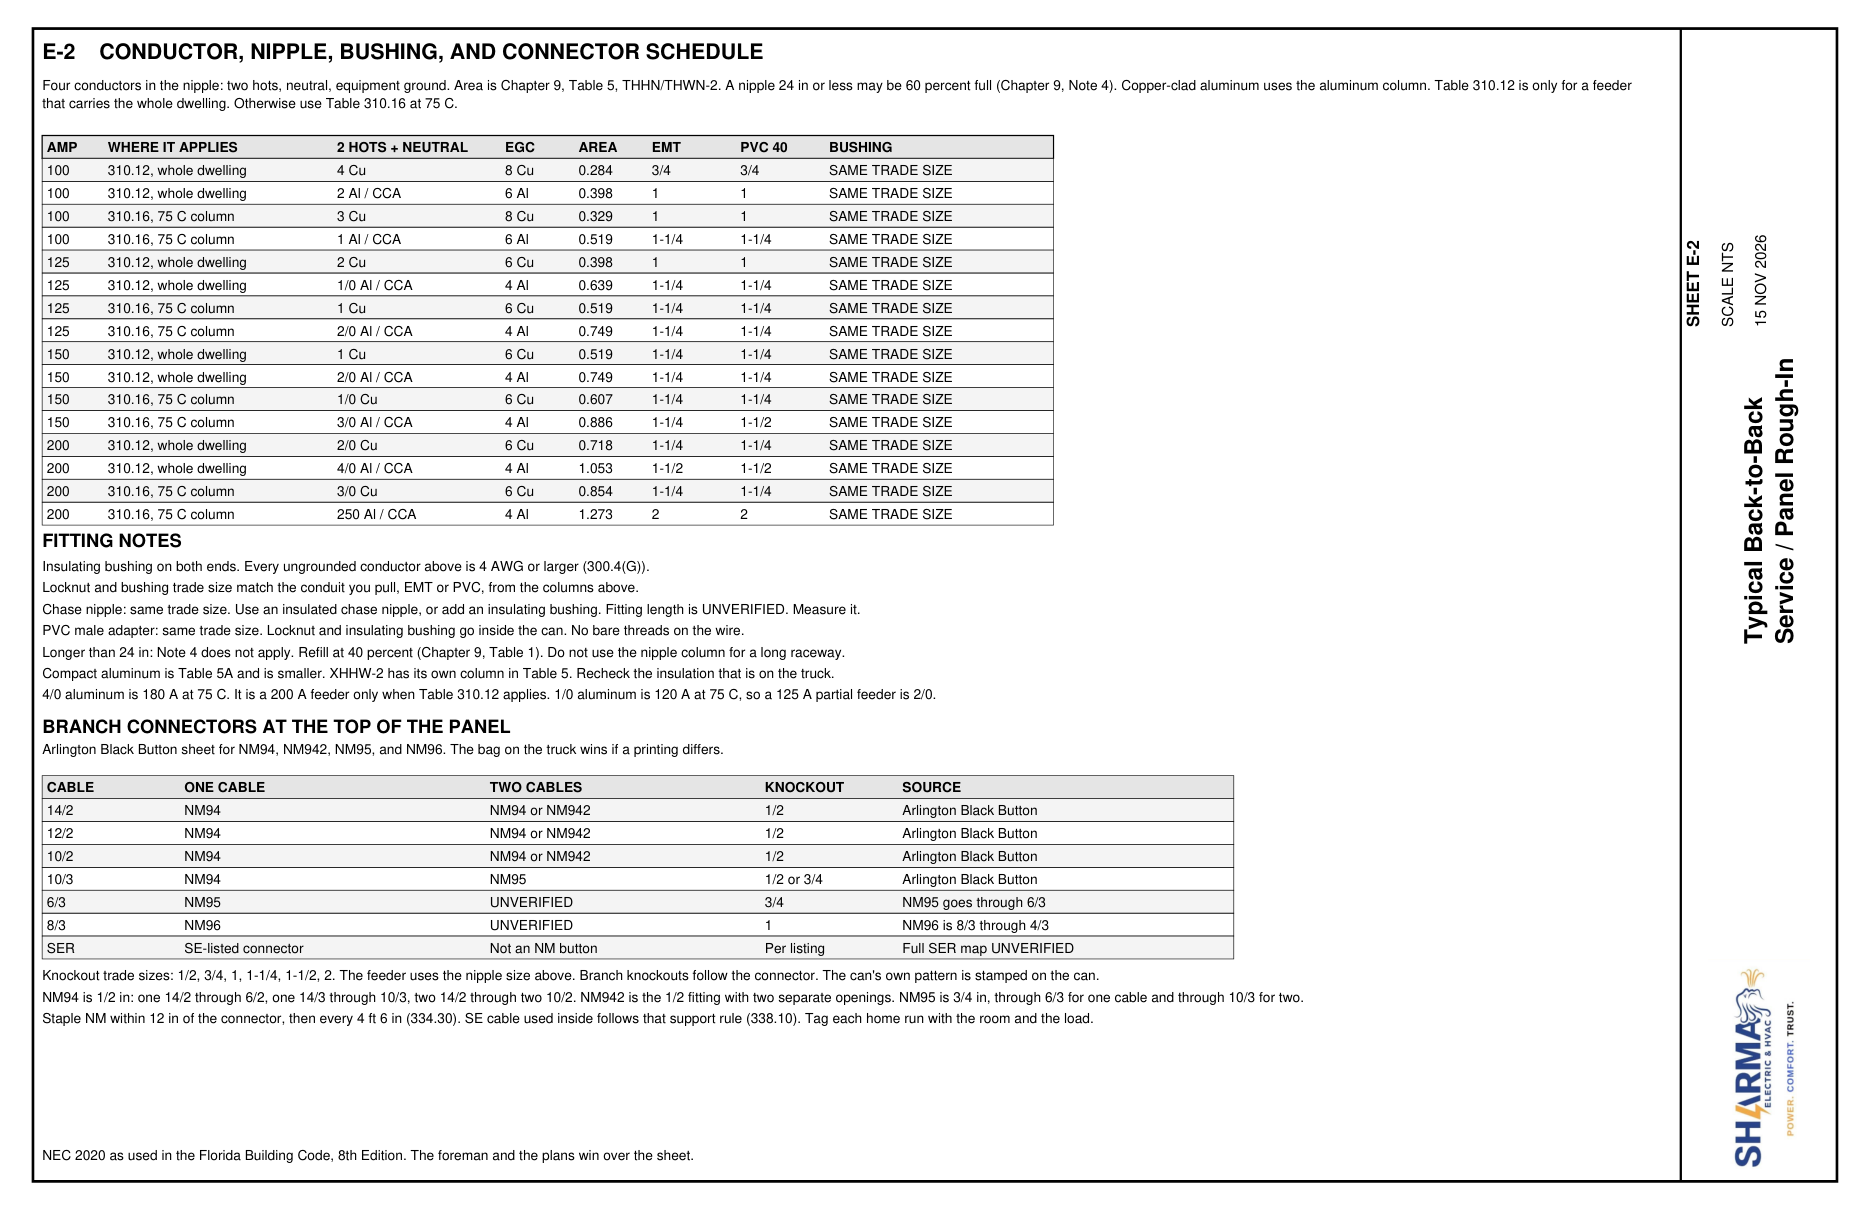 E-2 CONDUCTOR, NIPPLE, BUSHING, AND CONNECTOR SCHEDULE
Four conductors in the nipple: two hots, neutral, equipment ground. Area is Chapter 9, Table 5, THHN/THWN-2. A nipple 24 in or less may be 60 percent full (Chapter 9, Note 4). Copper-clad aluminum uses the aluminum column. Table 310.12 is only for a feeder
that carries the whole dwelling. Otherwise use Table 310.16 at 75 C.
AMP WHERE IT APPLIES 2 HOTS + NEUTRAL EGC AREA EMT PVC 40 BUSHING
100 310.12, whole dwelling 4 Cu 8 Cu 0.284 3/4 3/4 SAME TRADE SIZE
100 310.12, whole dwelling 2 Al / CCA 6 Al 0.398 1 1 SAME TRADE SIZE
100 310.16, 75 C column 3 Cu 8 Cu 0.329 1 1 SAME TRADE SIZE
100 310.16, 75 C column 1 Al / CCA 6 Al 0.519 1-1/4 1-1/4 SAME TRADE SIZE
125 310.12, whole dwelling 2 Cu 6 Cu 0.398 1 1 SAME TRADE SIZE
125 310.12, whole dwelling 1/0 Al / CCA 4 Al 0.639 1-1/4 1-1/4 SAME TRADE SIZE
125 310.16, 75 C column 1 Cu 6 Cu 0.519 1-1/4 1-1/4 SAME TRADE SIZE
125 310.16, 75 C column 2/0 Al / CCA 4 Al 0.749 1-1/4 1-1/4 SAME TRADE SIZE
150 310.12, whole dwelling 1 Cu 6 Cu 0.519 1-1/4 1-1/4 SAME TRADE SIZE
150 310.12, whole dwelling 2/0 Al / CCA 4 Al 0.749 1-1/4 1-1/4 SAME TRADE SIZE
150 310.16, 75 C column 1/0 Cu 6 Cu 0.607 1-1/4 1-1/4 SAME TRADE SIZE
150 310.16, 75 C column 3/0 Al / CCA 4 Al 0.886 1-1/4 1-1/2 SAME TRADE SIZE
200 310.12, whole dwelling 2/0 Cu 6 Cu 0.718 1-1/4 1-1/4 SAME TRADE SIZE
200 310.12, whole dwelling 4/0 Al / CCA 4 Al 1.053 1-1/2 1-1/2 SAME TRADE SIZE
200 310.16, 75 C column 3/0 Cu 6 Cu 0.854 1-1/4 1-1/4 SAME TRADE SIZE
200 310.16, 75 C column 250 Al / CCA 4 Al 1.273 2 2 SAME TRADE SIZE
FITTING NOTES
Insulating bushing on both ends. Every ungrounded conductor above is 4 AWG or larger (300.4(G)).
Locknut and bushing trade size match the conduit you pull, EMT or PVC, from the columns above.
Chase nipple: same trade size. Use an insulated chase nipple, or add an insulating bushing. Fitting length is UNVERIFIED. Measure it.
PVC male adapter: same trade size. Locknut and insulating bushing go inside the can. No bare threads on the wire.
Longer than 24 in: Note 4 does not apply. Refill at 40 percent (Chapter 9, Table 1). Do not use the nipple column for a long raceway.
Compact aluminum is Table 5A and is smaller. XHHW-2 has its own column in Table 5. Recheck the insulation that is on the truck.
4/0 aluminum is 180 A at 75 C. It is a 200 A feeder only when Table 310.12 applies. 1/0 aluminum is 120 A at 75 C, so a 125 A partial feeder is 2/0.
BRANCH CONNECTORS AT THE TOP OF THE PANEL
Arlington Black Button sheet for NM94, NM942, NM95, and NM96. The bag on the truck wins if a printing differs.
CABLE ONE CABLE TWO CABLES KNOCKOUT SOURCE
14/2 NM94 NM94 or NM942 1/2 Arlington Black Button
12/2 NM94 NM94 or NM942 1/2 Arlington Black Button
10/2 NM94 NM94 or NM942 1/2 Arlington Black Button
10/3 NM94 NM95 1/2 or 3/4 Arlington Black Button
6/3 NM95 UNVERIFIED 3/4 NM95 goes through 6/3
8/3 NM96 UNVERIFIED 1 NM96 is 8/3 through 4/3
SER SE-listed connector Not an NM button Per listing Full SER map UNVERIFIED
Knockout trade sizes: 1/2, 3/4, 1, 1-1/4, 1-1/2, 2. The feeder uses the nipple size above. Branch knockouts follow the connector. The can's own pattern is stamped on the can.
NM94 is 1/2 in: one 14/2 through 6/2, one 14/3 through 10/3, two 14/2 through two 10/2. NM942 is the 1/2 fitting with two separate openings. NM95 is 3/4 in, through 6/3 for one cable and through 10/3 for two.
Staple NM within 12 in of the connector, then every 4 ft 6 in (334.30). SE cable used inside follows that support rule (338.10). Tag each home run with the room and the load.
NEC 2020 as used in the Florida Building Code, 8th Edition. The foreman and the plans win over the sheet.
SHEET E-2
SCALE NTS
15 NOV 2026
Typical Back-to-Back
Service / Panel Rough-In
SHARMA
ELECTRIC & HVAC
POWER. COMFORT. TRUST.